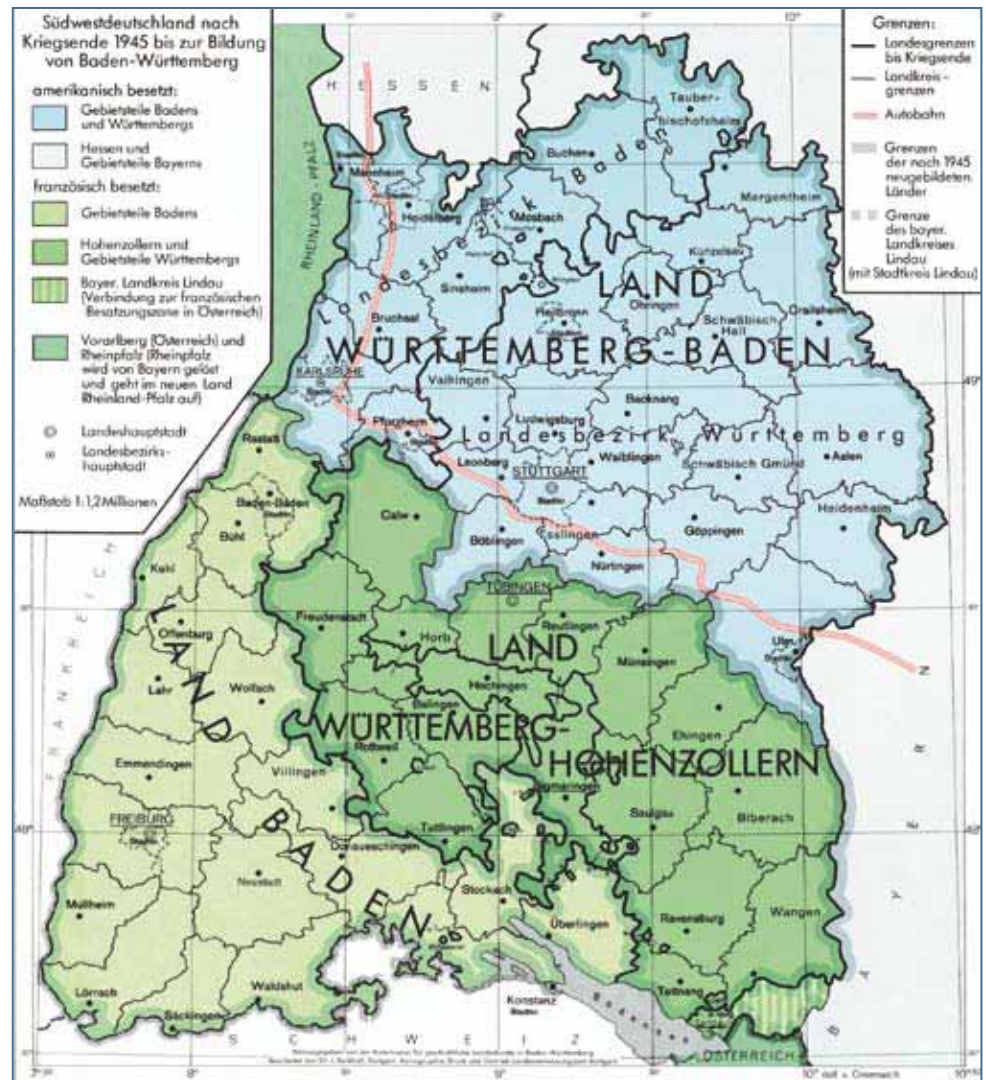 Südwestdeutschland nach
Kriegsende 1945 bis zur Bildung
von Baden-Württemberg
amerikanisch besetzt:
Gebietsteile Badens
und Württembergs
Hessen und
Gebietsteile Bayerns
französisch besetzt:
Gebietsteile Badens
Hohenzollern und
Gebietsteile Württembergs
Bayer. Landkreis Lindau
(Verbindung zur französischen
Besatzungszone in Österreich)
Vorarlberg (Österreich) und
Rheinpfalz (Rheinpfalz
wird von Bayern gelöst
und geht im neuen Land
Rheinland-Pfalz auf)
Landeshauptstadt
Landesbezirks-
hauptstadt
Maßstab 1:1,2 Millionen
Grenzen:
Landesgrenzen
bis Kriegsende
Landkreis-
grenzen
Autobahn
Grenzen
der nach 1945
neugebildeten
Länder
Grenze
des bayer.
Landkreises
Lindau
(mit Stadtkreis Lindau)
HESSEN
RHEINLAND-PFALZ
Tauber-
bischofsheim
Buchen
Mannheim
Mergentheim
Heidelberg
Mosbach
Landesbezirk Baden
Künzelsau
Sinsheim
LAND
Öhringen
Bruchsal
Heilbronn
Schwäbisch
Hall
Crailsheim
WÜRTTEMBERG-BADEN
KARLSRUHE
Vaihingen
Backnang
Pforzheim
Ludwigsburg
Landesbezirk Württemberg
Rastatt
Leonberg
Waiblingen
Schwäbisch Gmünd
Aalen
STUTTGART
Baden-Baden
Calw
Heidenheim
Bühl
Böblingen
Esslingen
Göppingen
Nürtingen
Kehl
TÜBINGEN
FRANKREICH
Offenburg
Freudenstadt
Horb
LAND
Reutlingen
Ulm
Münsingen
Lahr
Wolfach
Hechingen
Balingen
LAND BADEN
WÜRTTEMBERG-
HOHENZOLLERN
Ehingen
Rottweil
Emmendingen
Villingen
Sigmaringen
Saulgau
Biberach
FREIBURG
Tuttlingen
Donaueschingen
Neustadt
Stockach
Müllheim
Überlingen
Ravensburg
Wangen
BAYERN
Lörrach
Waldshut
Konstanz
Bodensee
Tettnang
Säckingen
SCHWEIZ
ÖSTERREICH